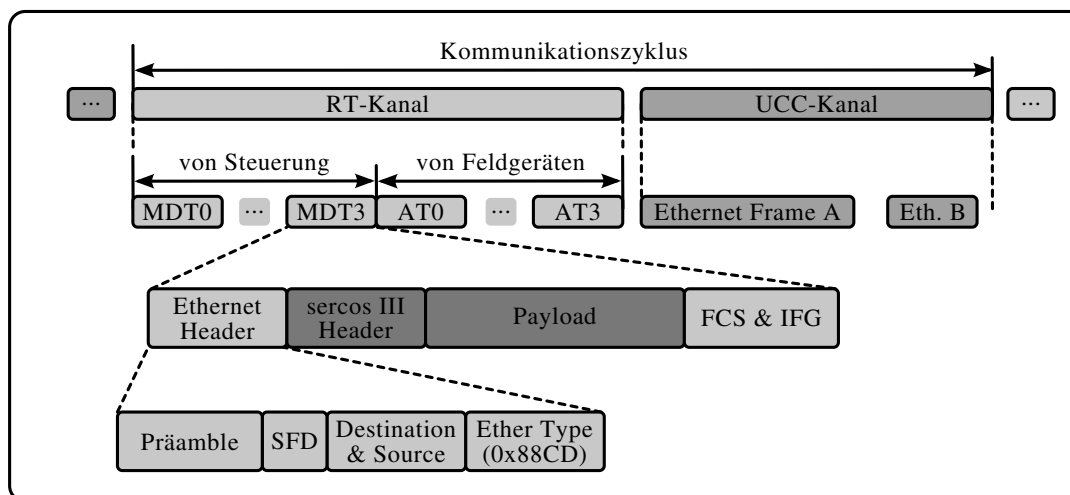 Kommunikationszyklus
... RT-Kanal UCC-Kanal ...
von Steuerung von Feldgeräten
MDT0 ... MDT3 AT0 ... AT3 Ethernet Frame A Eth. B
Ethernet
Header
sercos III
Header
Payload
FCS & IFG
Präamble
SFD
Destination
& Source
Ether Type
(0x88CD)